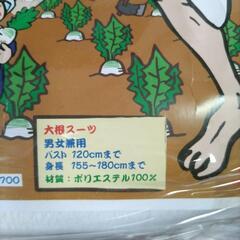 大根スーツ
男女兼用
バスト 120cmまで
身長 155～180cmまで
材質：ポリエステル100%
700